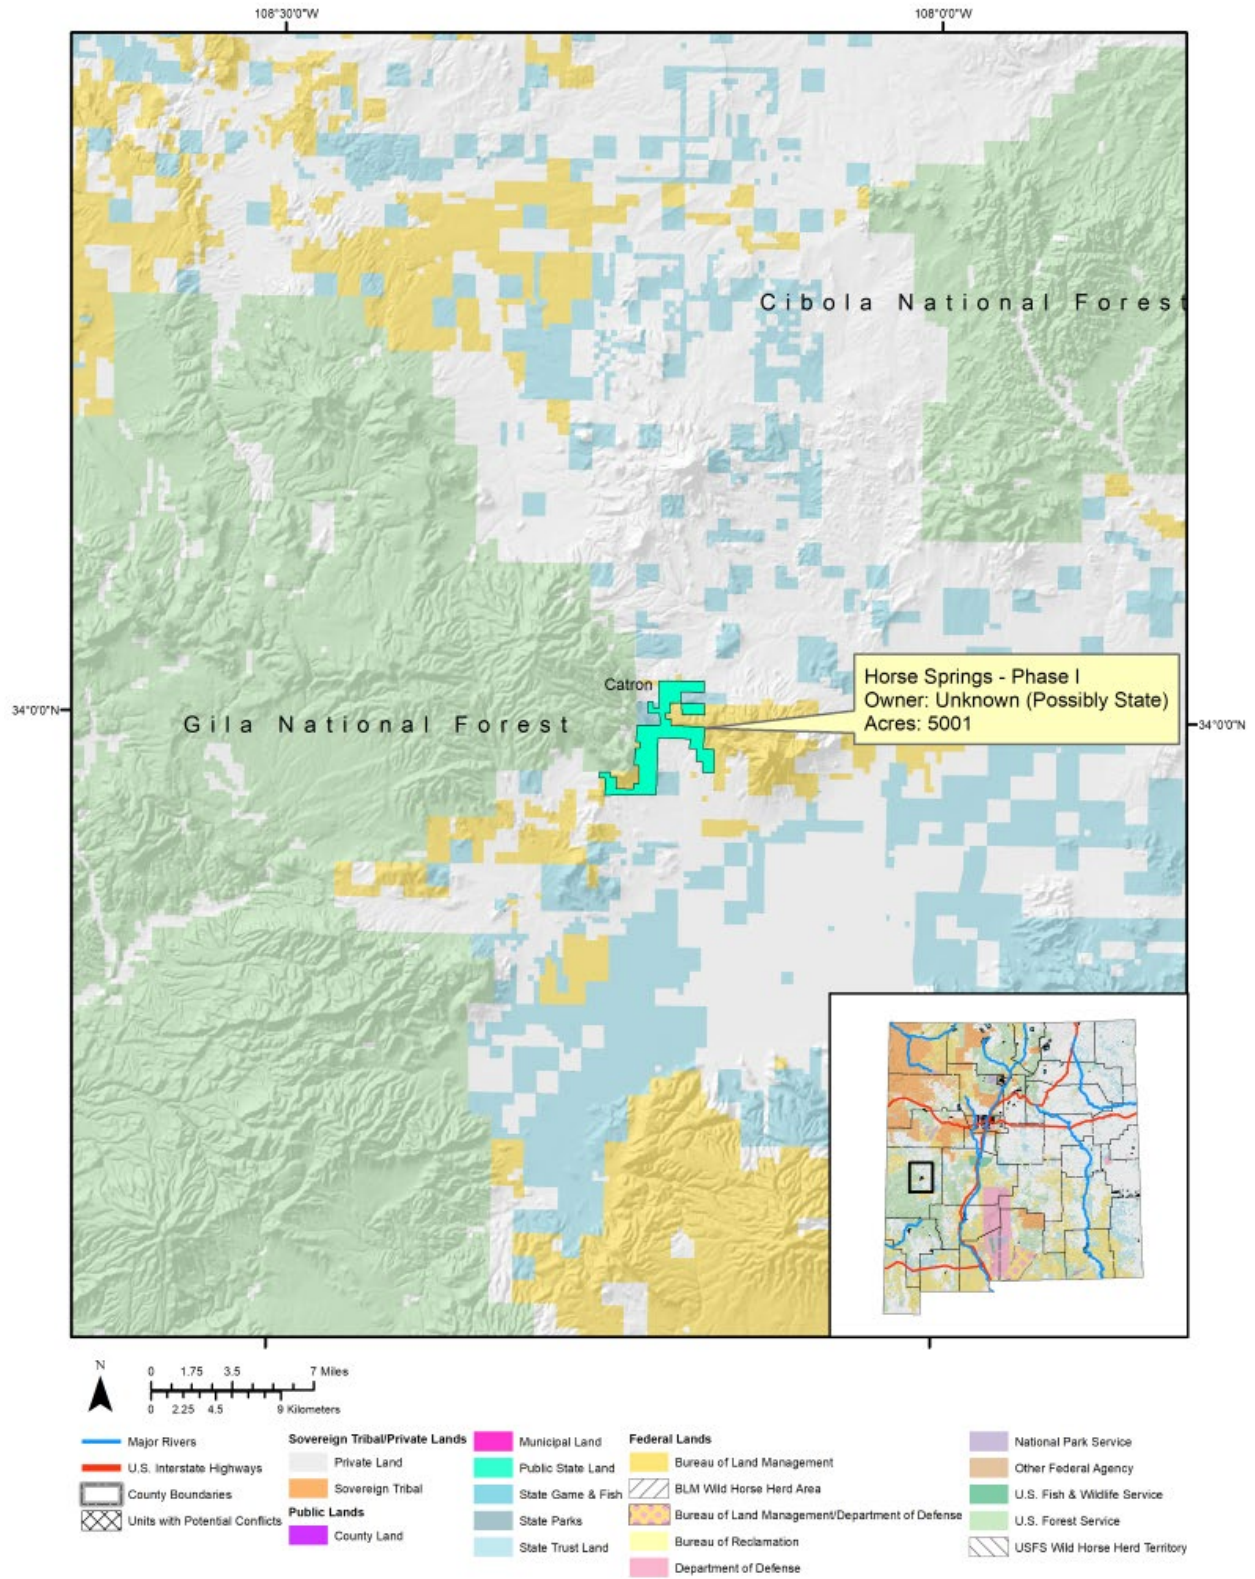 108°30'0"W
108°0'0"W
Cibola National Forest
Catron
Horse Springs - Phase I
Owner: Unknown (Possibly State)
Acres: 5001
34°0'0"N
34°0'0"N
Gila National Forest
N
0 1.75 3.5 7 Miles
0 2.25 4.5 9 Kilometers
Major Rivers
U.S. Interstate Highways
County Boundaries
Units with Potential Conflicts
Sovereign Tribal/Private Lands
Private Land
Sovereign Tribal
Public Lands
County Land
Municipal Land
Public State Land
State Game & Fish
State Parks
State Trust Land
Federal Lands
Bureau of Land Management
BLM Wild Horse Herd Area
Bureau of Land Management/Department of Defense
Bureau of Reclamation
Department of Defense
National Park Service
Other Federal Agency
U.S. Fish & Wildlife Service
U.S. Forest Service
USFS Wild Horse Herd Territory